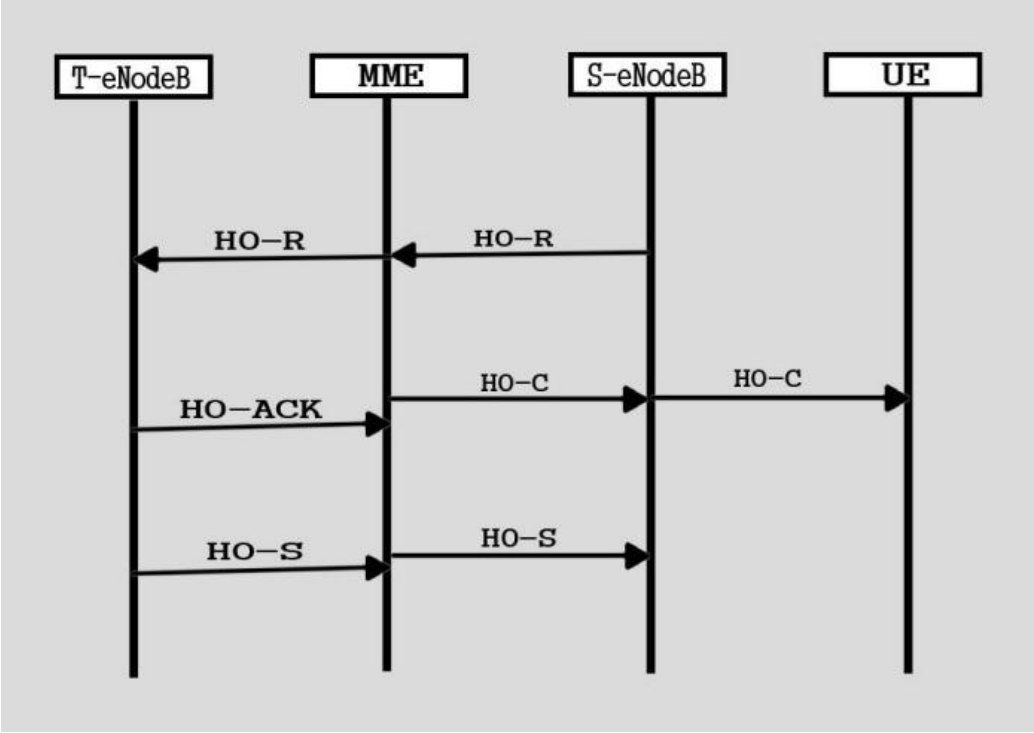 T-eNodeB
MME
S-eNodeB
UE
HO-R
HO-R
HO-C
HO-C
HO-ACK
HO-S
HO-S